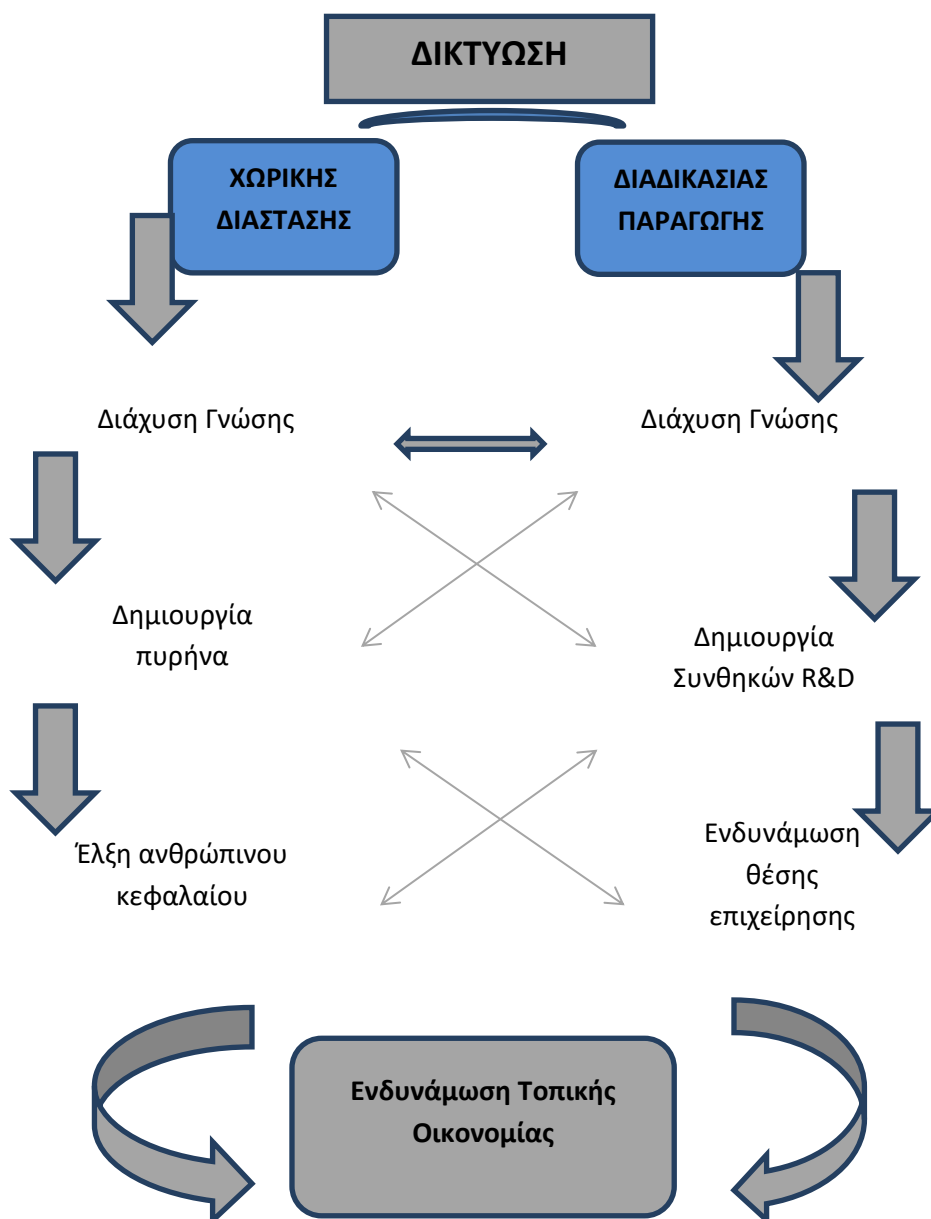 ΔΙΚΤΥΩΣΗ
ΧΩΡΙΚΗΣ
ΔΙΑΣΤΑΣΗΣ
ΔΙΑΔΙΚΑΣΙΑΣ
ΠΑΡΑΓΩΓΗΣ
Διάχυση Γνώσης
Διάχυση Γνώσης
Δημιουργία
πυρήνα
Δημιουργία
Συνθηκών R&D
Έλξη ανθρώπινου
κεφαλαίου
Ενδυνάμωση
θέσης
επιχείρησης
Ενδυνάμωση Τοπικής
Οικονομίας